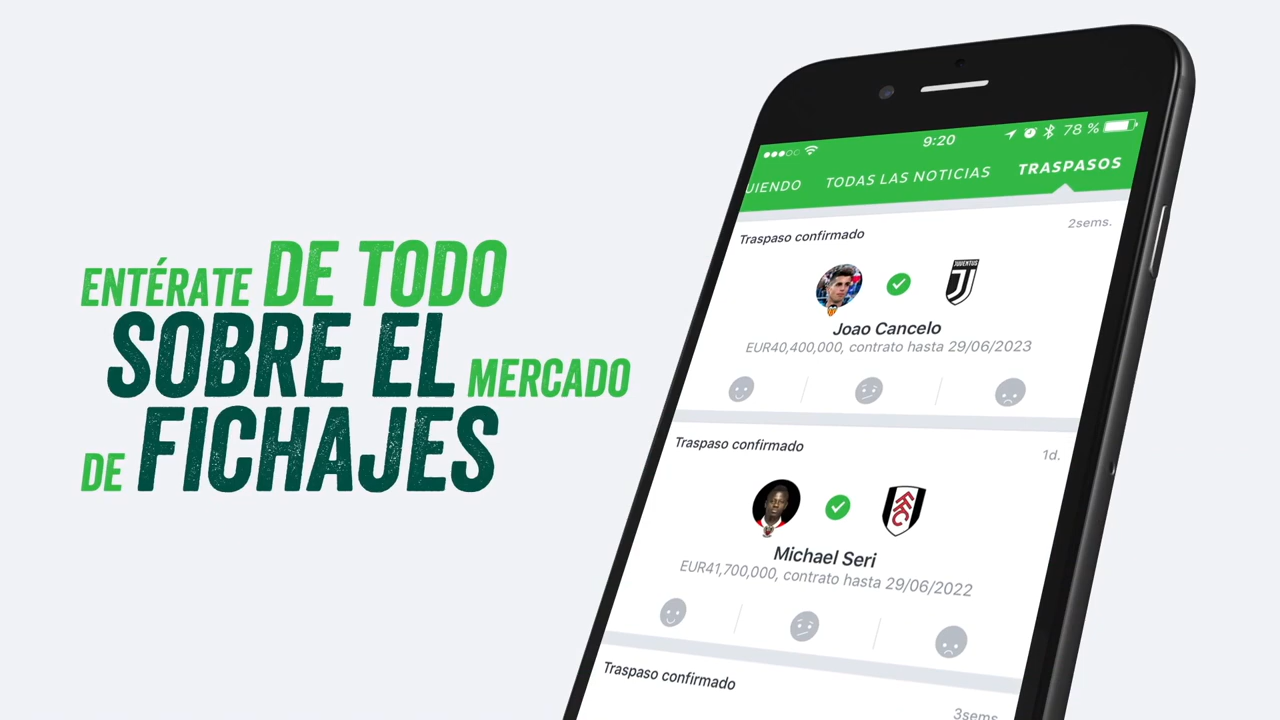 ENTÉRATE DE TODO
SOBRE EL MERCADO
DE FICHAJES
9:20
78 %
UIENDO
TODAS LAS NOTICIAS
TRASPASOS
Traspaso confirmado
2sems.
JUVENTUS
Joao Cancelo
EUR40,400,000, contrato hasta 29/06/2023
Traspaso confirmado
1d.
FFC
Michael Seri
EUR41,700,000, contrato hasta 29/06/2022
Traspaso confirmado
3sems.